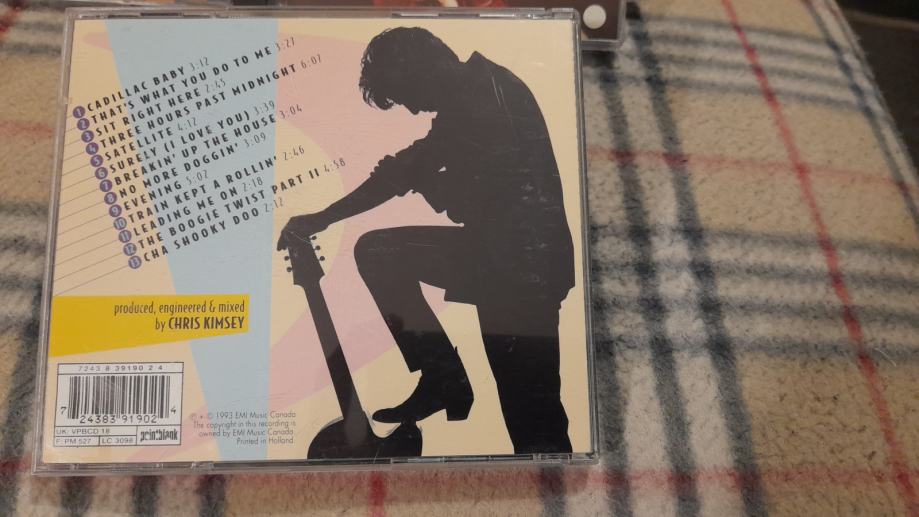 1 CADILLAC BABY 3:12
2 THAT'S WHAT YOU DO TO ME 3:27
3 SIT RIGHT HERE 2:45
4 THREE HOURS PAST MIDNIGHT 6:07
5 SATELLITE 4:12
6 SURELY (I LOVE YOU) 3:39
7 BREAKIN' UP THE HOUSE 3:04
8 NO MORE DOGGIN' 3:09
9 EVENING 5:02
10 TRAIN KEPT A ROLLIN' 2:46
11 LEADING ME ON 2:18
12 THE BOOGIE TWIST PART II 4:58
13 CHA SHOOKY DOO 2:12
produced, engineered & mixed
by CHRIS KIMSEY
7243 8 39190 2 4
7 24383 91902 4
UK: VPBCD 18
F: PM 527
LC 3098
pointblank
℗ + © 1993 EMI Music Canada
The copyright in this recording is
owned by EMI Music Canada
Printed in Holland